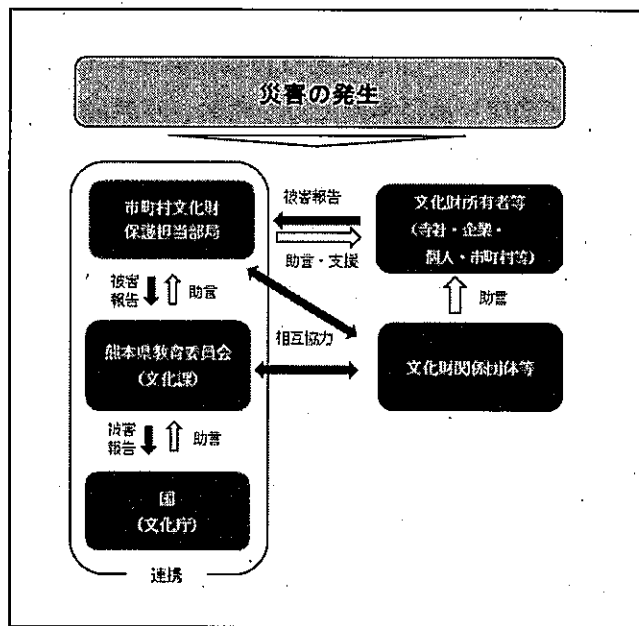 災害の発生
市町村文化財
保護担当部局
被害報告
助言・支援
文化財所有者等
(寺社・企業・
個人・市町村等)
被害
報告
助言
助言
熊本県教育委員会
(文化課)
相互協力
文化財関係団体等
被害
報告
助言
国
(文化庁)
連携